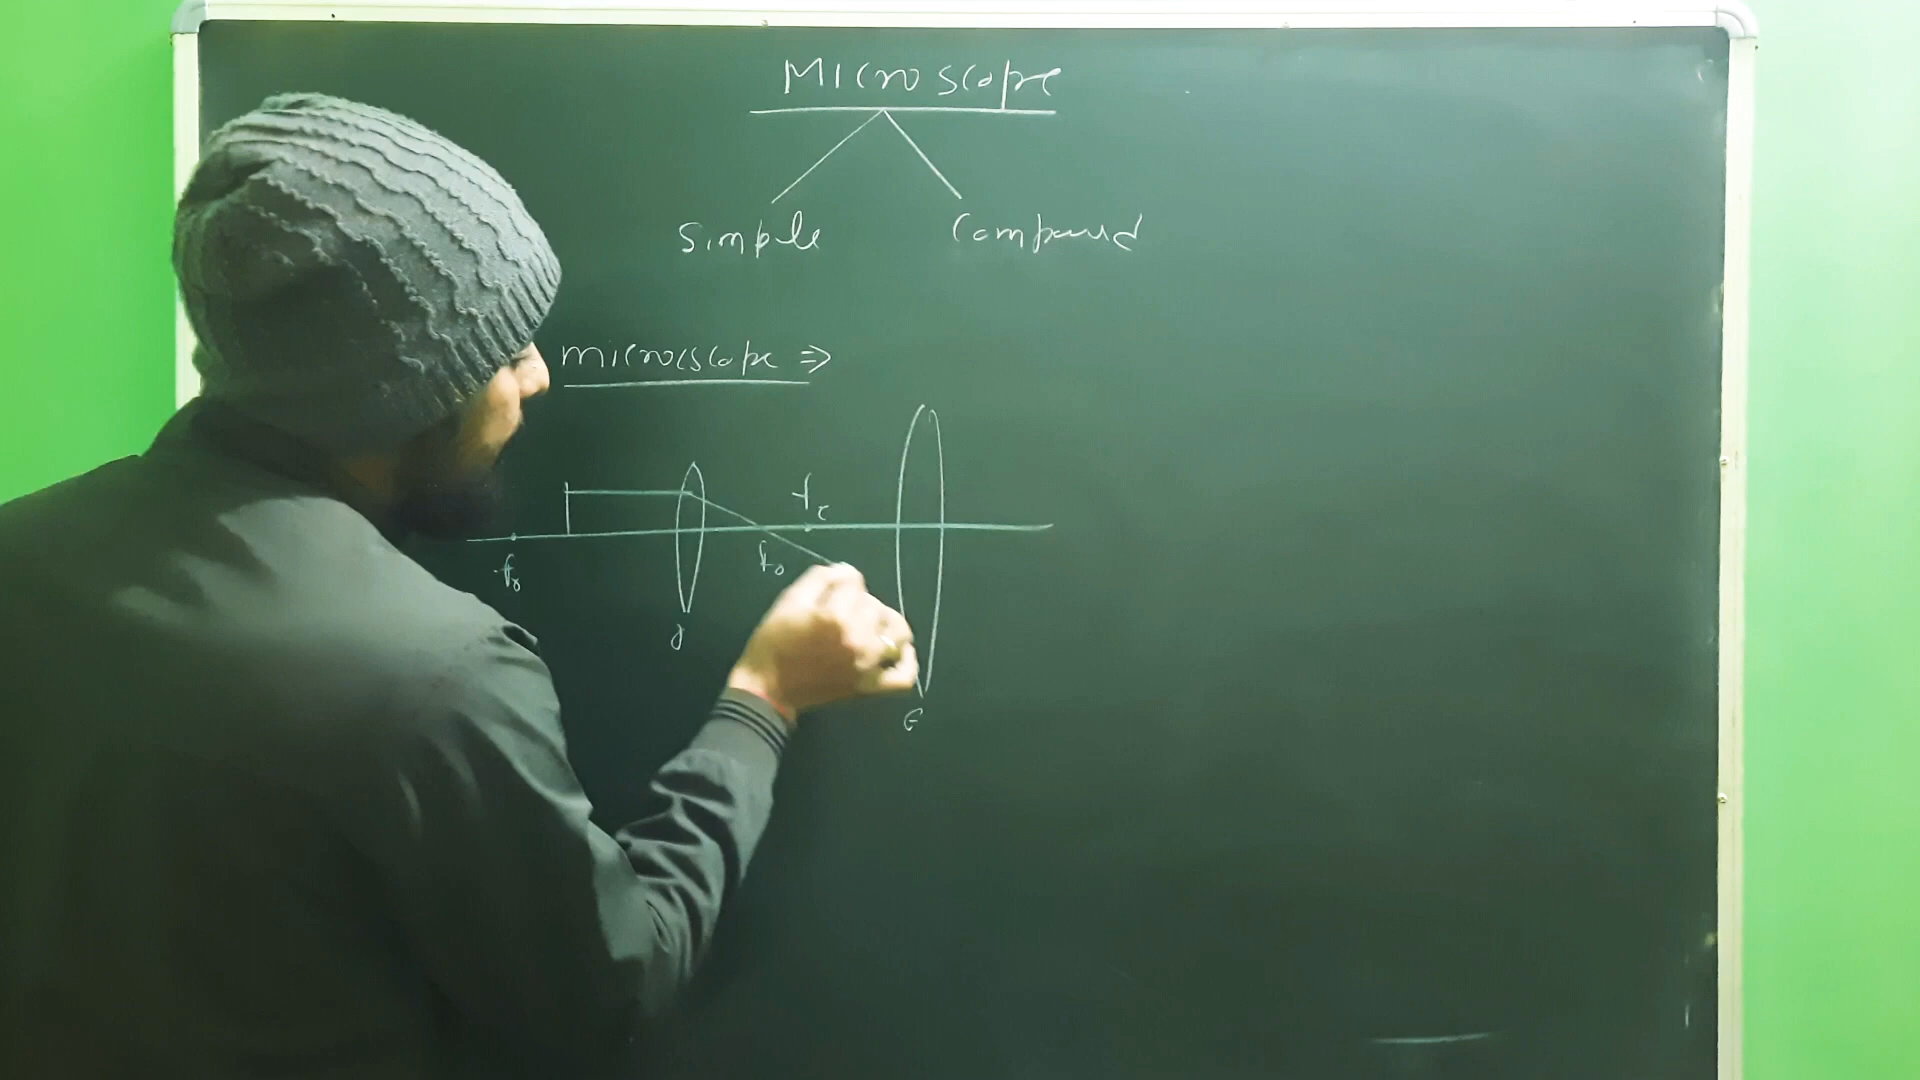 Microscope
Simple Compound
microscope ⇒
fe
fo fo
O
E